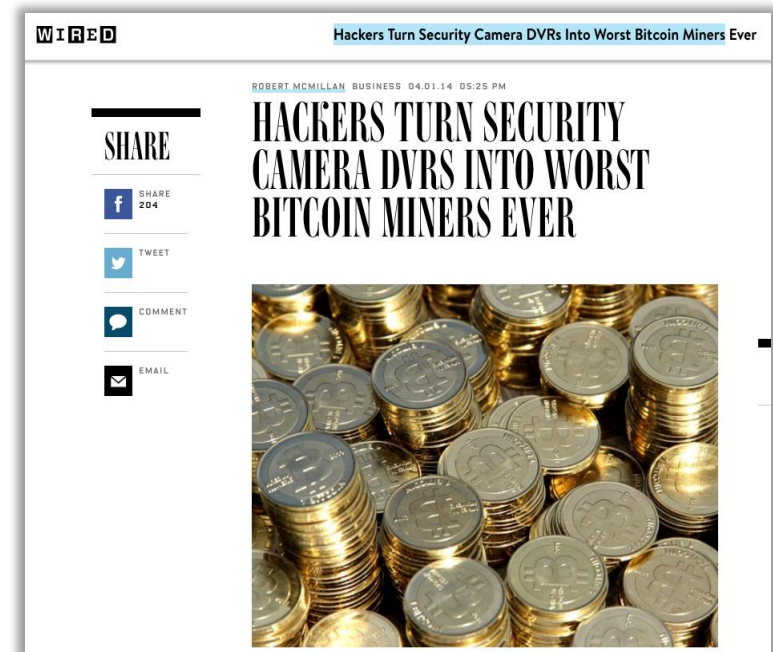 WIRED
Hackers Turn Security Camera DVRs Into Worst Bitcoin Miners Ever
ROBERT MCMILLAN BUSINESS 04.01.14 05:25 PM
HACKERS TURN SECURITY
CAMERA DVRS INTO WORST
BITCOIN MINERS EVER
SHARE
SHARE
204
TWEET
COMMENT
EMAIL